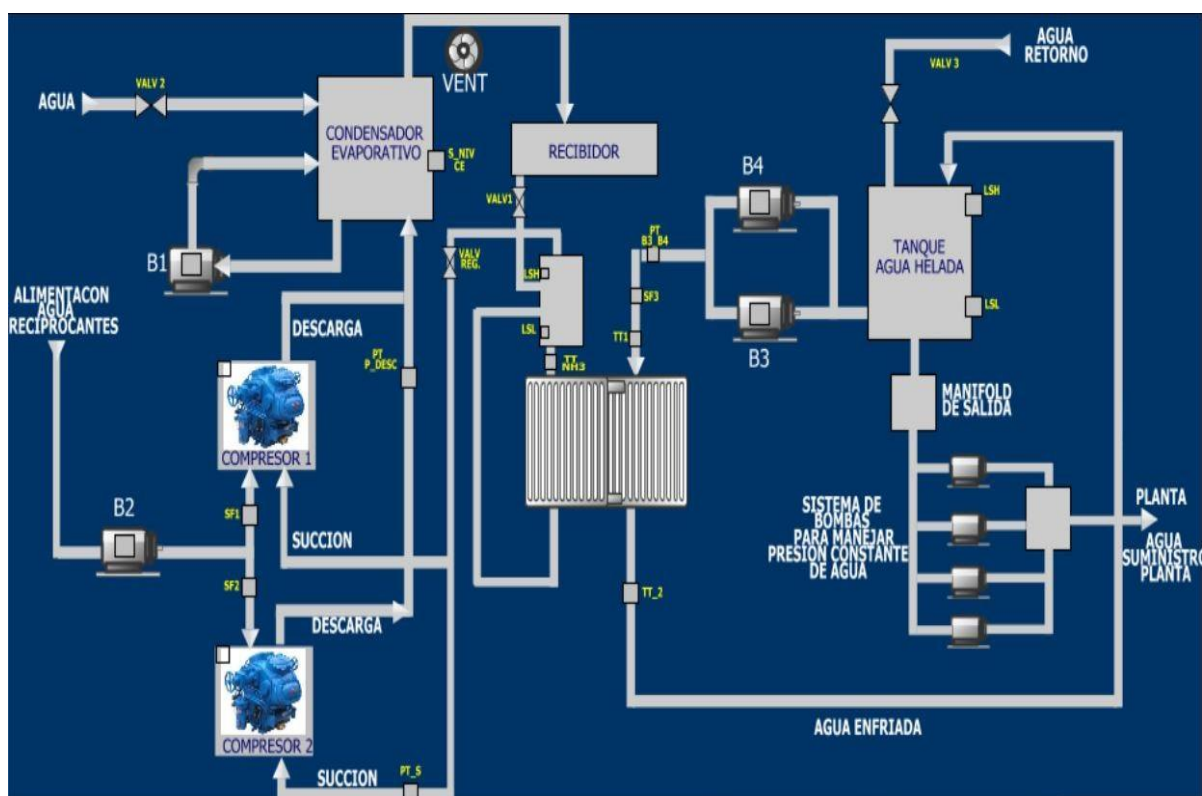 AGUA
RETORNO
VALV 3
VENT
VALV 2
AGUA
CONDENSADOR
EVAPORATIVO
S_NIV
CE
RECIBIDOR
B4
LSH
VALV1
PT
B3_B4
TANQUE
AGUA HELADA
VALV
REG.
B1
LSH
SF3
LSL
ALIMENTACON
AGUA
RECIPROCANTES
DESCARGA
LSL
TT1
B3
PT
P_DESC
TT
NH3
MANIFOLD
DE SALIDA
COMPRESOR 1
B2
SF1
SUCCION
SISTEMA DE
BOMBAS
PARA MANEJAR
PRESION CONSTANTE
DE AGUA
PLANTA
AGUA
SUMINISTRO
PLANTA
SF2
TT_2
DESCARGA
AGUA ENFRIADA
COMPRESOR 2
SUCCION
PT_S